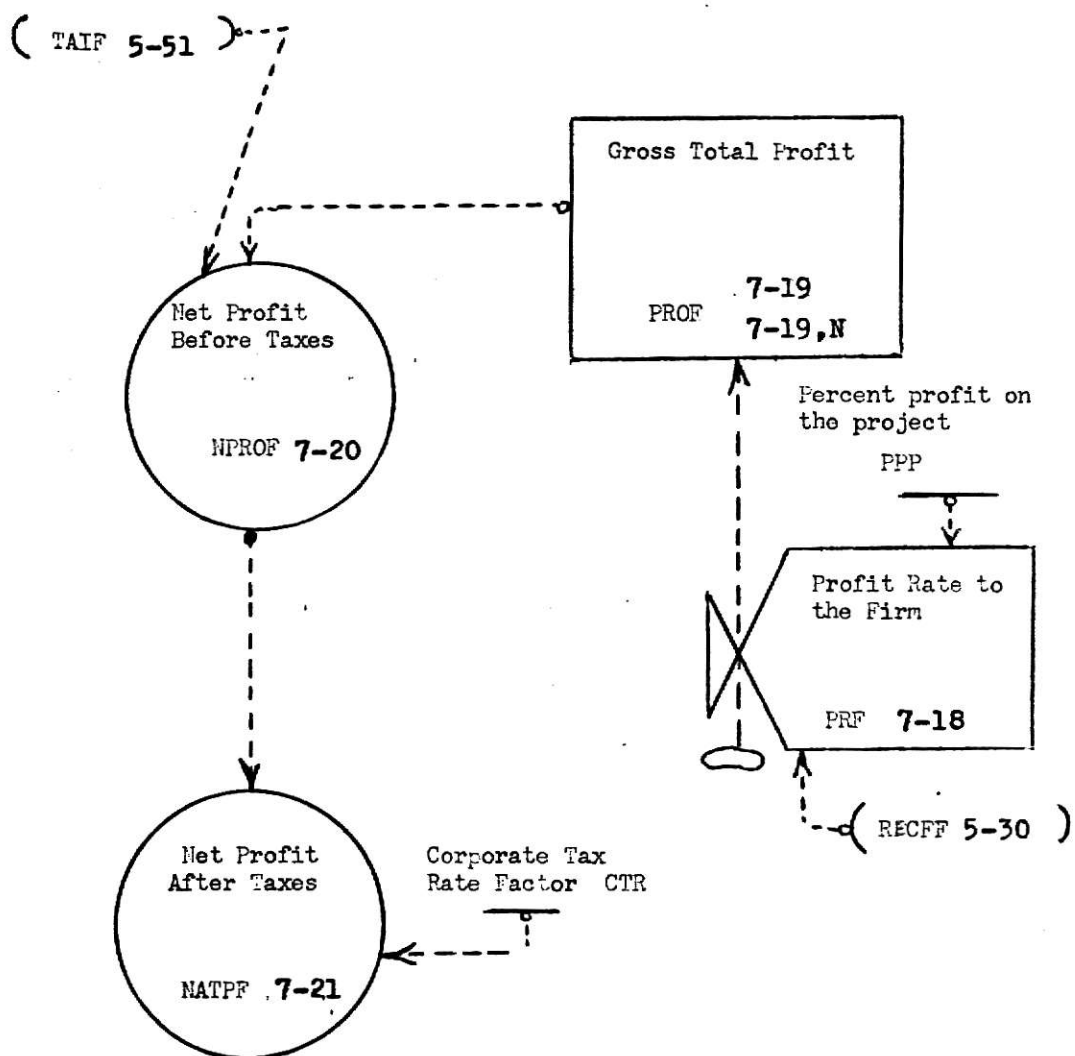 ( TAIF 5-51 )
Gross Total Profit
PROF 7-19
7-19,N
Net Profit
Before Taxes
NPROF 7-20
Percent profit on
the project
PPP
Profit Rate to
the Firm
PRF 7-18
( RECFF 5-30 )
Net Profit
After Taxes
NATPF 7-21
Corporate Tax
Rate Factor CTR